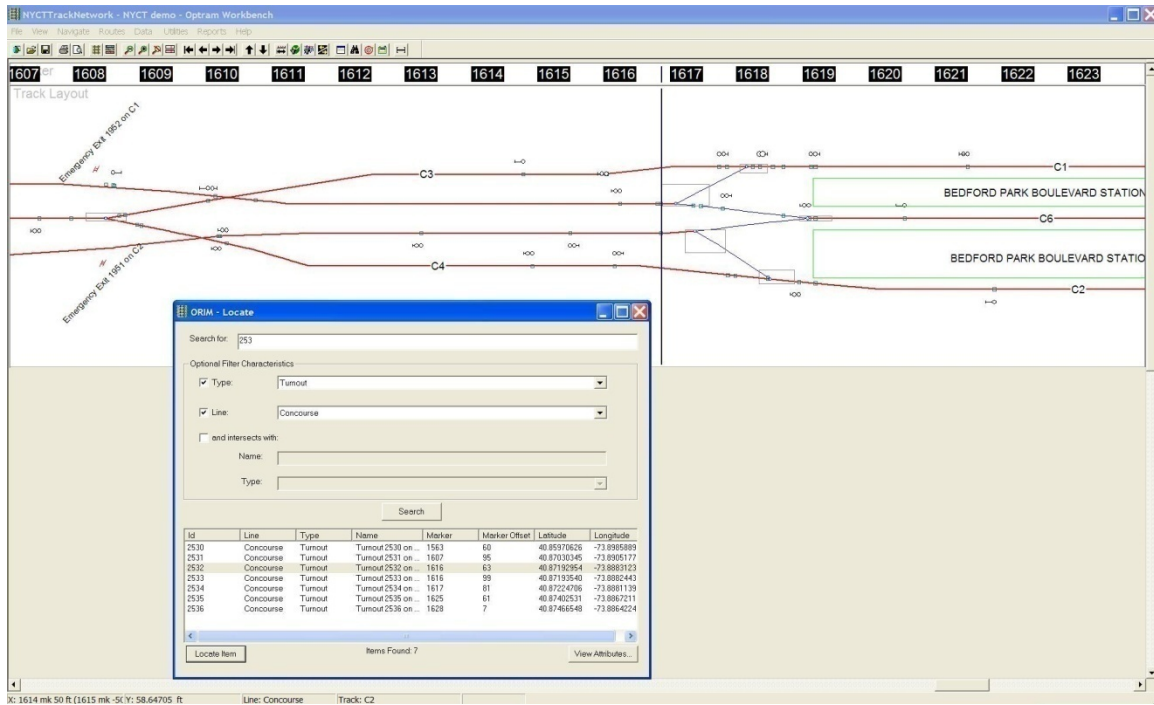 NYCTTrackNetwork - NYCT demo - Optram Workbench
File View Navigate Routes Data Utilities Reports Help
1607 1608 1609 1610 1611 1612 1613 1614 1615 1616 1617 1618 1619 1620 1621 1622 1623
Track Layout
Emergency Exit 1952 on C1
C3
C1
BEDFORD PARK BOULEVARD STATION
C6
Emergency Exit 1951 on C2
C4
BEDFORD PARK BOULEVARD STATIO
C2
ORIM - Locate
Search for: 253
Optional Filter Characteristics
Type: Turnout
Line: Concourse
and intersects with:
Name:
Type:
Search
Id Line Type Name Marker Marker Offset Latitude Longitude
2530 Concourse Turnout Turnout 2530 on ... 1563 60 40.85970626 -73.8985889
2531 Concourse Turnout Turnout 2531 on ... 1607 95 40.87030345 -73.8905177
2532 Concourse Turnout Turnout 2532 on ... 1616 63 40.87192954 -73.8883123
2533 Concourse Turnout Turnout 2533 on ... 1616 99 40.87193540 -73.8882443
2534 Concourse Turnout Turnout 2534 on ... 1617 81 40.87224706 -73.8881139
2535 Concourse Turnout Turnout 2535 on ... 1625 61 40.87402531 -73.8867211
2536 Concourse Turnout Turnout 2536 on ... 1628 7 40.87466548 -73.8864224
Locate Item
Items Found: 7
View Attributes...
X: 1614 mk 50 ft (1615 mk -5( Y: 58.64705 ft Line: Concourse Track: C2